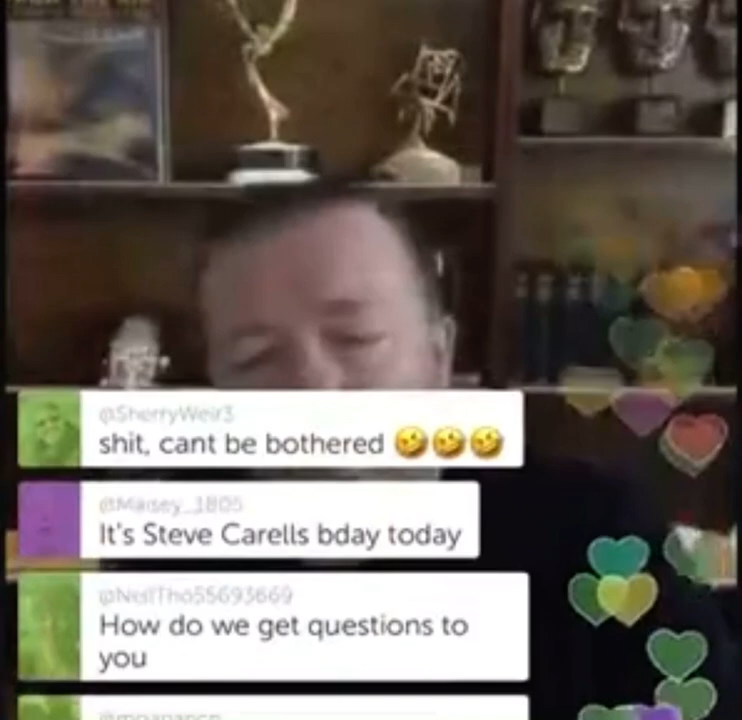 @SherryWeir3
shit, cant be bothered 🤣🤣🤣
@Maisey_1805
It's Steve Carells bday today
@NeilTho55693669
How do we get questions to
you